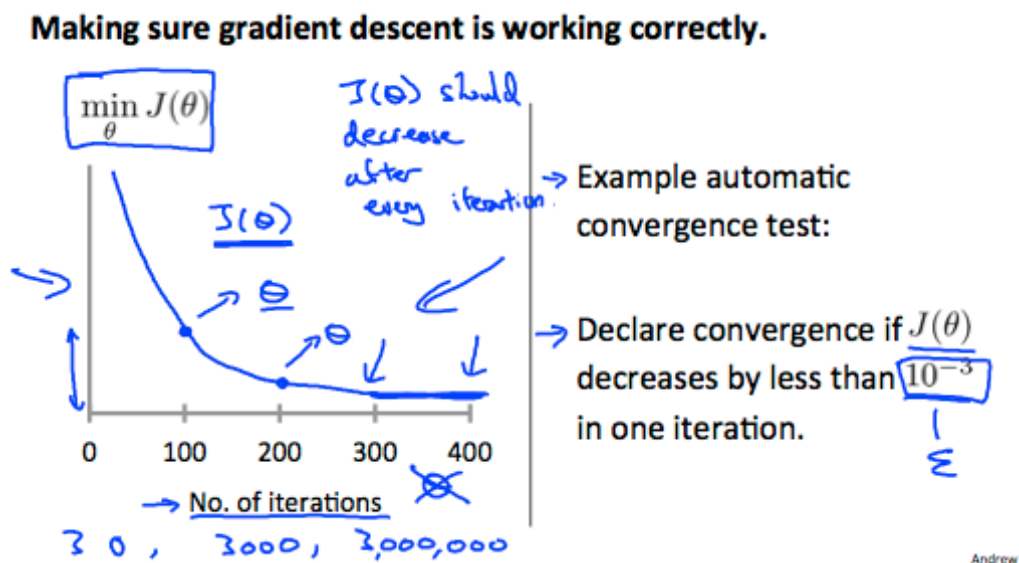 Making sure gradient descent is working correctly.
min J(θ)
θ
J(θ) should
decrease
after
every iteration.
J(θ)
θ
θ
0 100 200 300 400
→ No. of iterations
θ
30, 3000, 3,000,000
→ Example automatic
convergence test:
→ Declare convergence if J(θ)
decreases by less than 10⁻³
in one iteration.
ε
Andrew